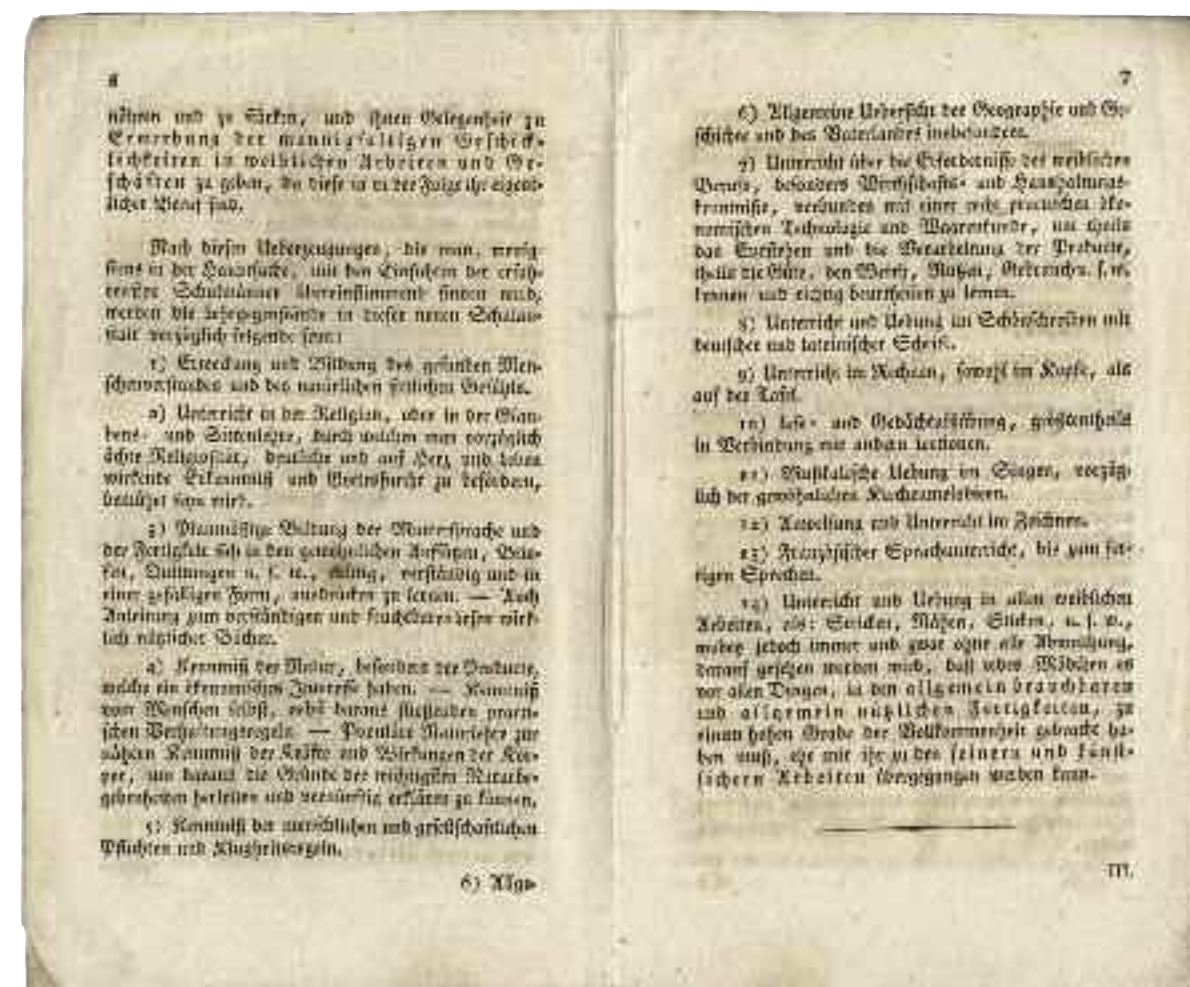 6
nähren und zu stärken, und ihnen Gelegenheit zu
Erwerbung der mannigfaltigen Geschick-
lichkeiten in weiblichen Arbeiten und Ge-
schäften zu geben, da diese in der Folge ihr eigent-
licher Beruf sind.
Nach diesen Ueberzeugungen, die man, wenig-
stens in der Hauptsache, mit den Einsichten der erfah-
rensten Schulmänner übereinstimmend finden wird,
werden die Lehrgegenstände in dieser neuen Schulan-
stalt vorzüglich folgende seyn:
1) Erweckung und Bildung des gesunden Men-
schenverstandes und des natürlichen sittlichen Gefühls.
2) Unterricht in der Religion, oder in der Glau-
bens- und Sittenlehre, durch welchen man vorzüglich
ächte Religiosität, deutliche und auf Herz und Leben
wirkende Erkenntniß und Gottesfurcht zu befördern,
bemühet seyn wird.
3) Planmäßige Bildung der Muttersprache und
der Fertigkeit sich in den gewöhnlichen Aufsätzen, Brie-
fen, Quittungen u. s. w., richtig, verständig und in
einer gefälligen Form, ausdrücken zu lernen. — Auch
Anleitung zum verständigen und fruchtbaren Lesen wirk-
lich nützlicher Bücher.
4) Kenntniß der Natur, besonders der Producte,
welche ein ökonomisches Interesse haben. — Kenntniß
vom Menschen selbst, nebst daraus fließenden practi-
schen Verhaltungsregeln. — Populäre Naturlehre zur
nähern Kenntniß der Kräfte und Wirkungen der Kör-
per, um daraus die Gründe der wichtigsten Naturbe-
gebenheiten herleiten und vernünftig erklären zu können.
5) Kenntniß der menschlichen und gesellschaftlichen
Pflichten und Klugheitsregeln.
6) Allge-
7
6) Allgemeine Uebersicht der Geographie und Ge-
schichte und des Vaterlandes insbesondere.
7) Unterricht über die Erfordernisse des weiblichen
Berufs, besonders Wirthschafts- und Haushaltungs-
kenntnisse, verbunden mit einer recht practischen öko-
nomischen Technologie und Waarenkunde, um theils
das Entstehen und die Verarbeitung der Producte,
theils die Güte, den Werth, Nutzen, Gebrauch u. s. w.
kennen und richtig beurtheilen zu lernen.
8) Unterricht und Uebung im Schönschreiben mit
deutscher und lateinischer Schrift.
9) Unterricht im Rechnen, sowohl im Kopfe, als
auf der Tafel.
10) Lese- und Gedächtnißübung, größtentheils
in Verbindung mit andern Lectionen.
11) Musikalische Uebung im Singen, vorzüg-
lich der gewöhnlichen Kirchenmelodieen.
12) Anweisung und Unterricht im Zeichnen.
13) Französischer Sprachunterricht, bis zum fer-
tigen Sprechen.
14) Unterricht und Uebung in allen weiblichen
Arbeiten, als: Stricken, Nähen, Sticken, u. s. w.,
wobey jedoch immer und zwar ohne alle Abweichung,
darauf gesehen werden wird, daß jedes Mädchen es
vor allen Dingen, in den allgemein brauchbaren
und allgemein nützlichen Fertigkeiten, zu
einem hohen Grade der Vollkommenheit gebracht ha-
ben muß, ehe mit ihr zu den feinern und künst-
lichern Arbeiten übergegangen werden kann.
III.